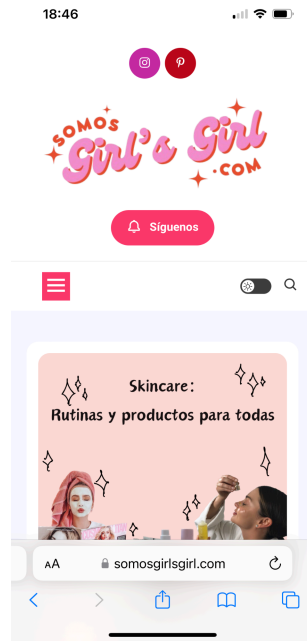 18:46
SOMOS
Girl's Girl
.COM
Síguenos
Skincare:
Rutinas y productos para todas
AA
somosgirlsgirl.com